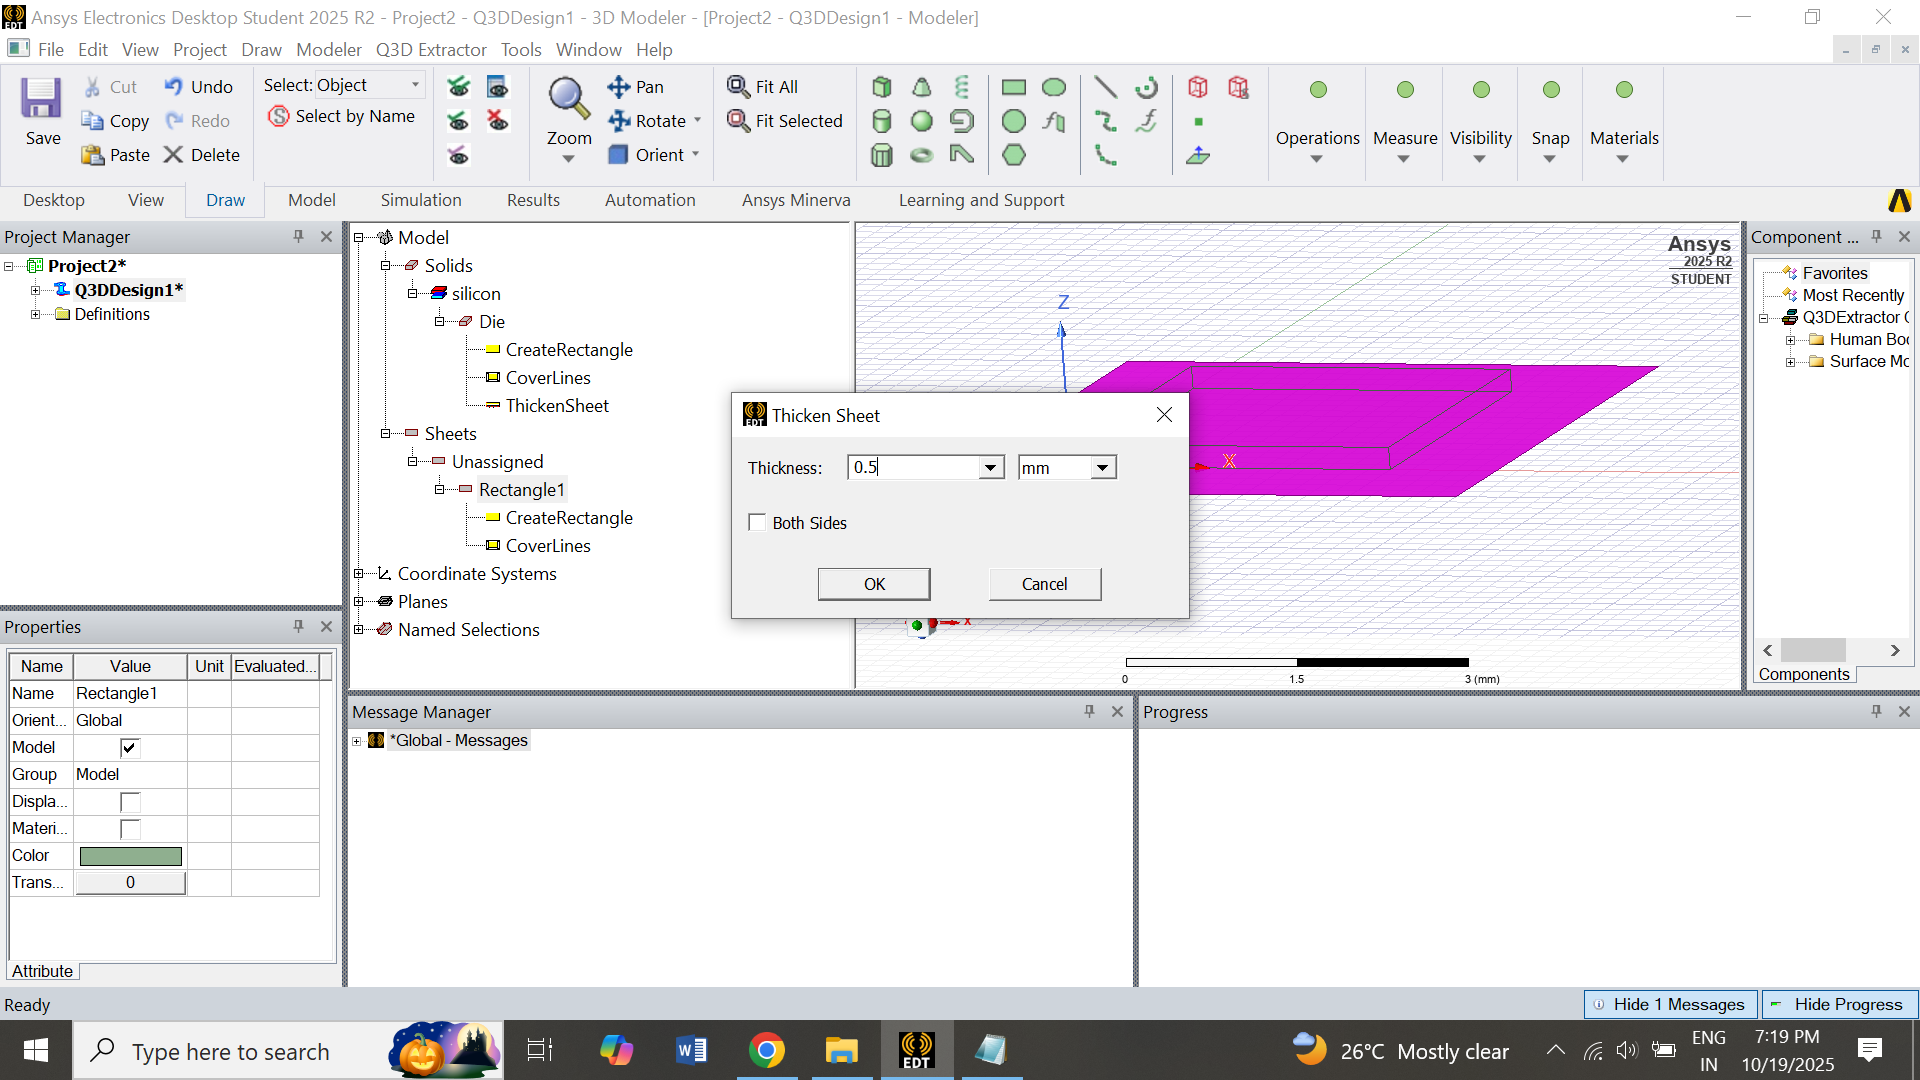 Ansys Electronics Desktop Student 2025 R2 - Project2 - Q3DDesign1 - 3D Modeler - [Project2 - Q3DDesign1 - Modeler]
File Edit View Project Draw Modeler Q3D Extractor Tools Window Help
Save
Cut
Copy
Paste
Undo
Redo
Delete
Select: Object
Select by Name
Zoom
Pan
Rotate
Orient
Fit All
Fit Selected
Operations
Measure
Visibility
Snap
Materials
Desktop View Draw Model Simulation Results Automation Ansys Minerva Learning and Support
Project Manager
Project2*
Q3DDesign1*
Definitions
Model
Solids
silicon
Die
CreateRectangle
CoverLines
ThickenSheet
Sheets
Unassigned
Rectangle1
CreateRectangle
CoverLines
Coordinate Systems
Planes
Named Selections
Ansys
2025 R2
STUDENT
Z
X
X
0 1.5 3 (mm)
Thicken Sheet
Thickness: 0.5 mm
Both Sides
OK Cancel
Component ...
Favorites
Most Recently
Q3DExtractor
Human Bo
Surface Mo
Components
Properties
Name Value Unit Evaluated...
Name Rectangle1
Orient... Global
Model
Group Model
Displa...
Materi...
Color
Trans... 0
Attribute
Message Manager
*Global - Messages
Progress
Ready
Hide 1 Messages Hide Progress
Type here to search
EDT
26°C Mostly clear
ENG
IN
7:19 PM
10/19/2025